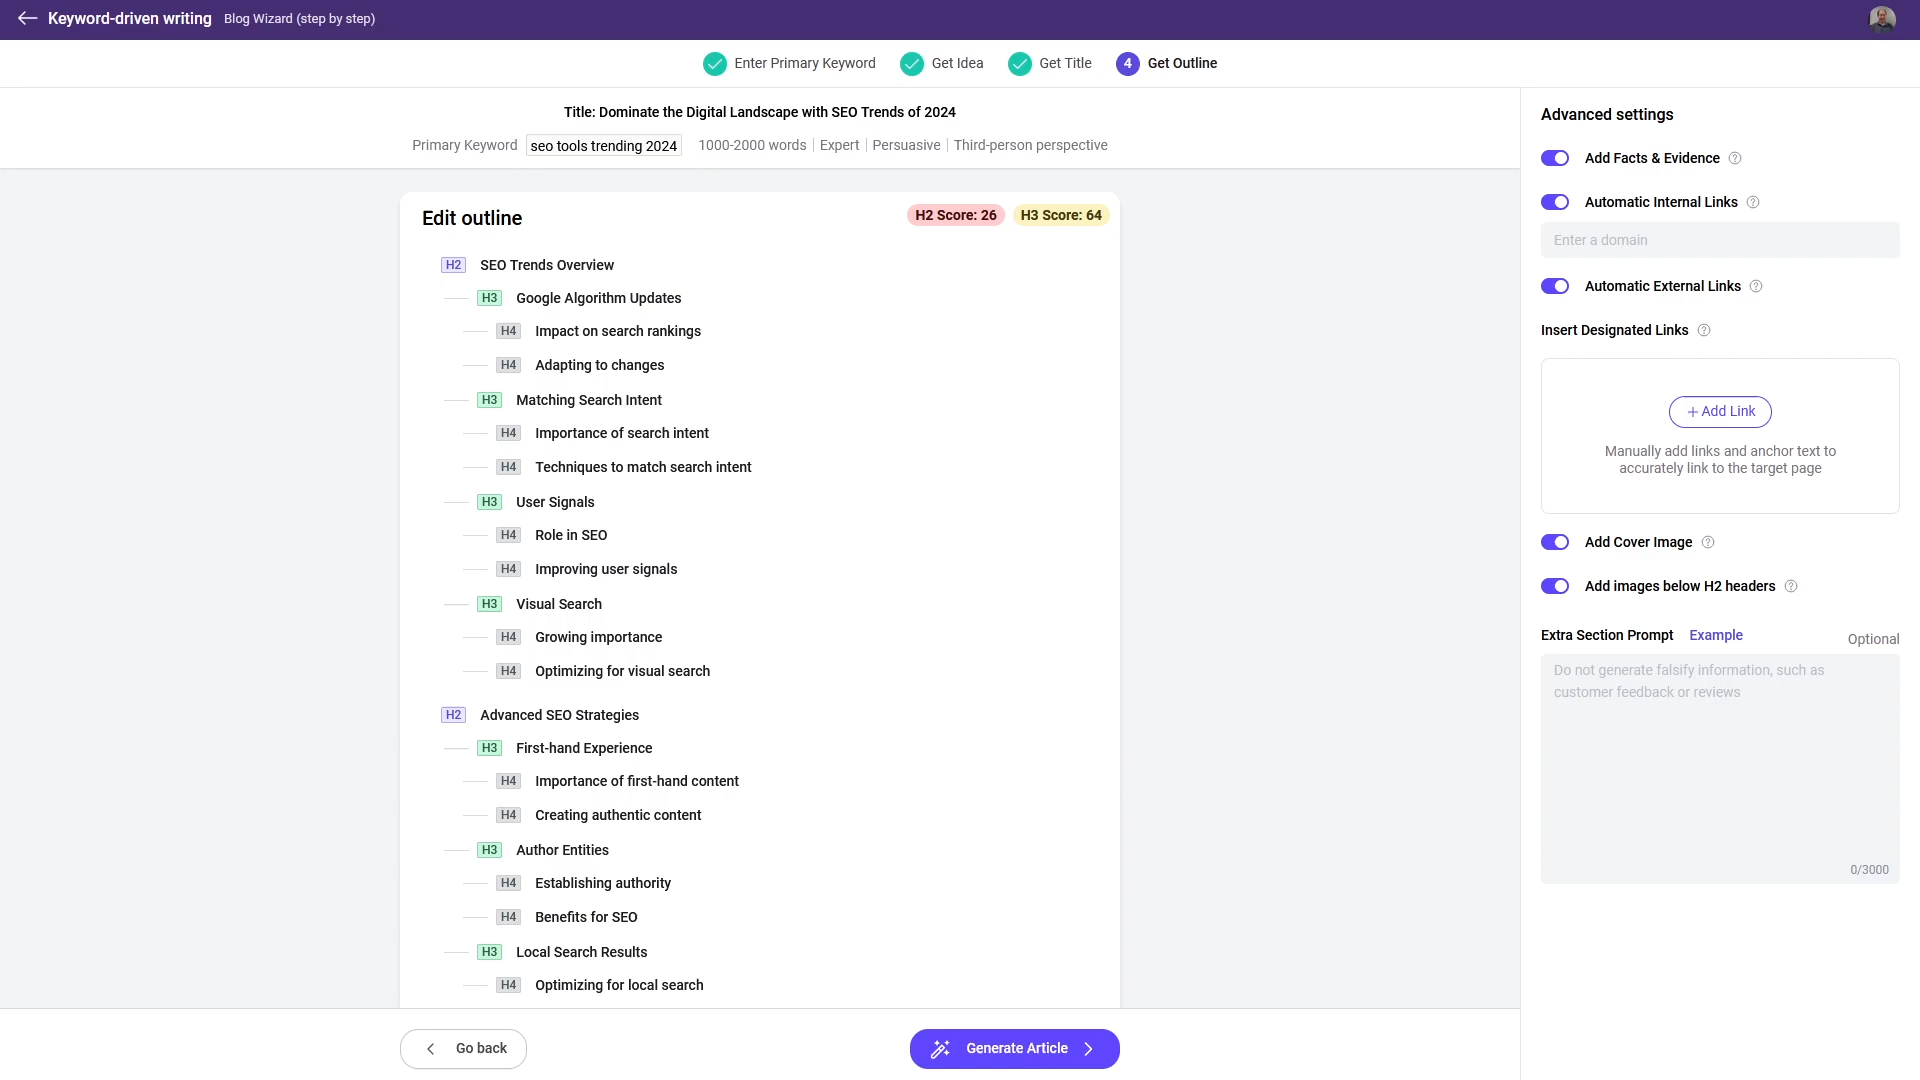 Keyword-driven writing Blog Wizard (step by step)
Enter Primary Keyword Get Idea Get Title 4 Get Outline
Title: Dominate the Digital Landscape with SEO Trends of 2024
Primary Keyword seo tools trending 2024 1000-2000 words Expert Persuasive Third-person perspective
Edit outline H2 Score: 26 H3 Score: 64
H2 SEO Trends Overview
H3 Google Algorithm Updates
H4 Impact on search rankings
H4 Adapting to changes
H3 Matching Search Intent
H4 Importance of search intent
H4 Techniques to match search intent
H3 User Signals
H4 Role in SEO
H4 Improving user signals
H3 Visual Search
H4 Growing importance
H4 Optimizing for visual search
H2 Advanced SEO Strategies
H3 First-hand Experience
H4 Importance of first-hand content
H4 Creating authentic content
H3 Author Entities
H4 Establishing authority
H4 Benefits for SEO
H3 Local Search Results
H4 Optimizing for local search
Go back
Generate Article
Advanced settings
Add Facts & Evidence ?
Automatic Internal Links ?
Enter a domain
Automatic External Links ?
Insert Designated Links ?
+ Add Link
Manually add links and anchor text to
accurately link to the target page
Add Cover Image ?
Add images below H2 headers ?
Extra Section Prompt Example Optional
Do not generate falsify information, such as
customer feedback or reviews
0/3000